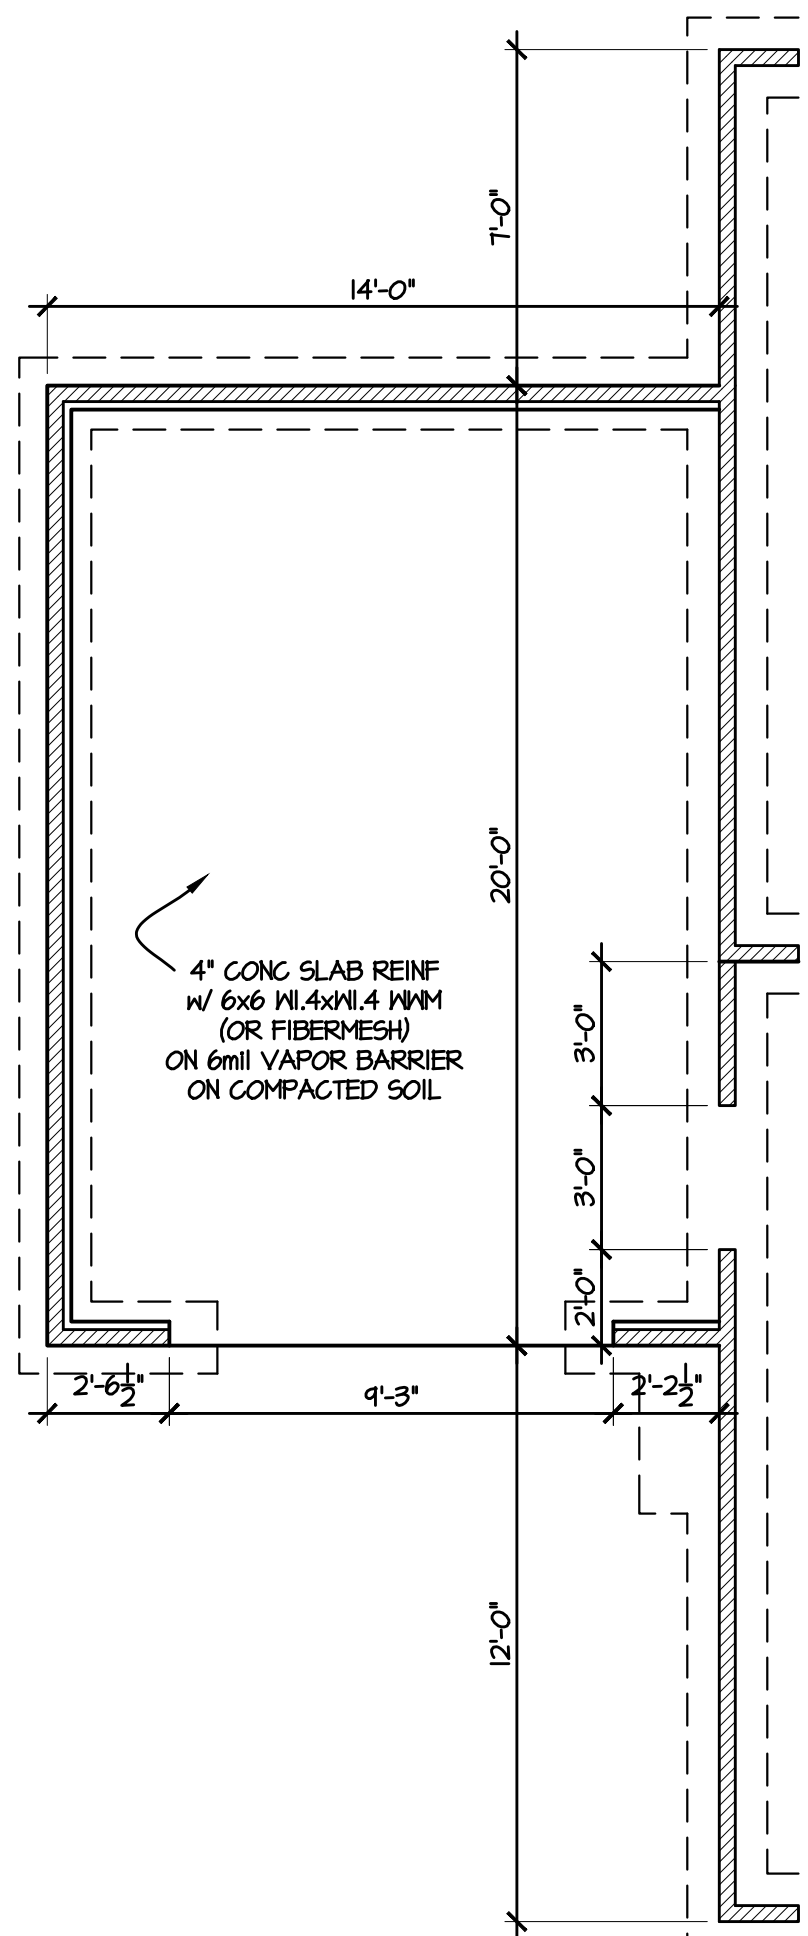 7'-0"
14'-0"
20'-0"
4" CONC SLAB REINF
w/ 6x6 W1.4xW1.4 WWM
(OR FIBERMESH)
ON 6mil VAPOR BARRIER
ON COMPACTED SOIL
3'-0"
3'-0"
2'-0"
2'-6½"
9'-3"
2'-2½"
12'-0"